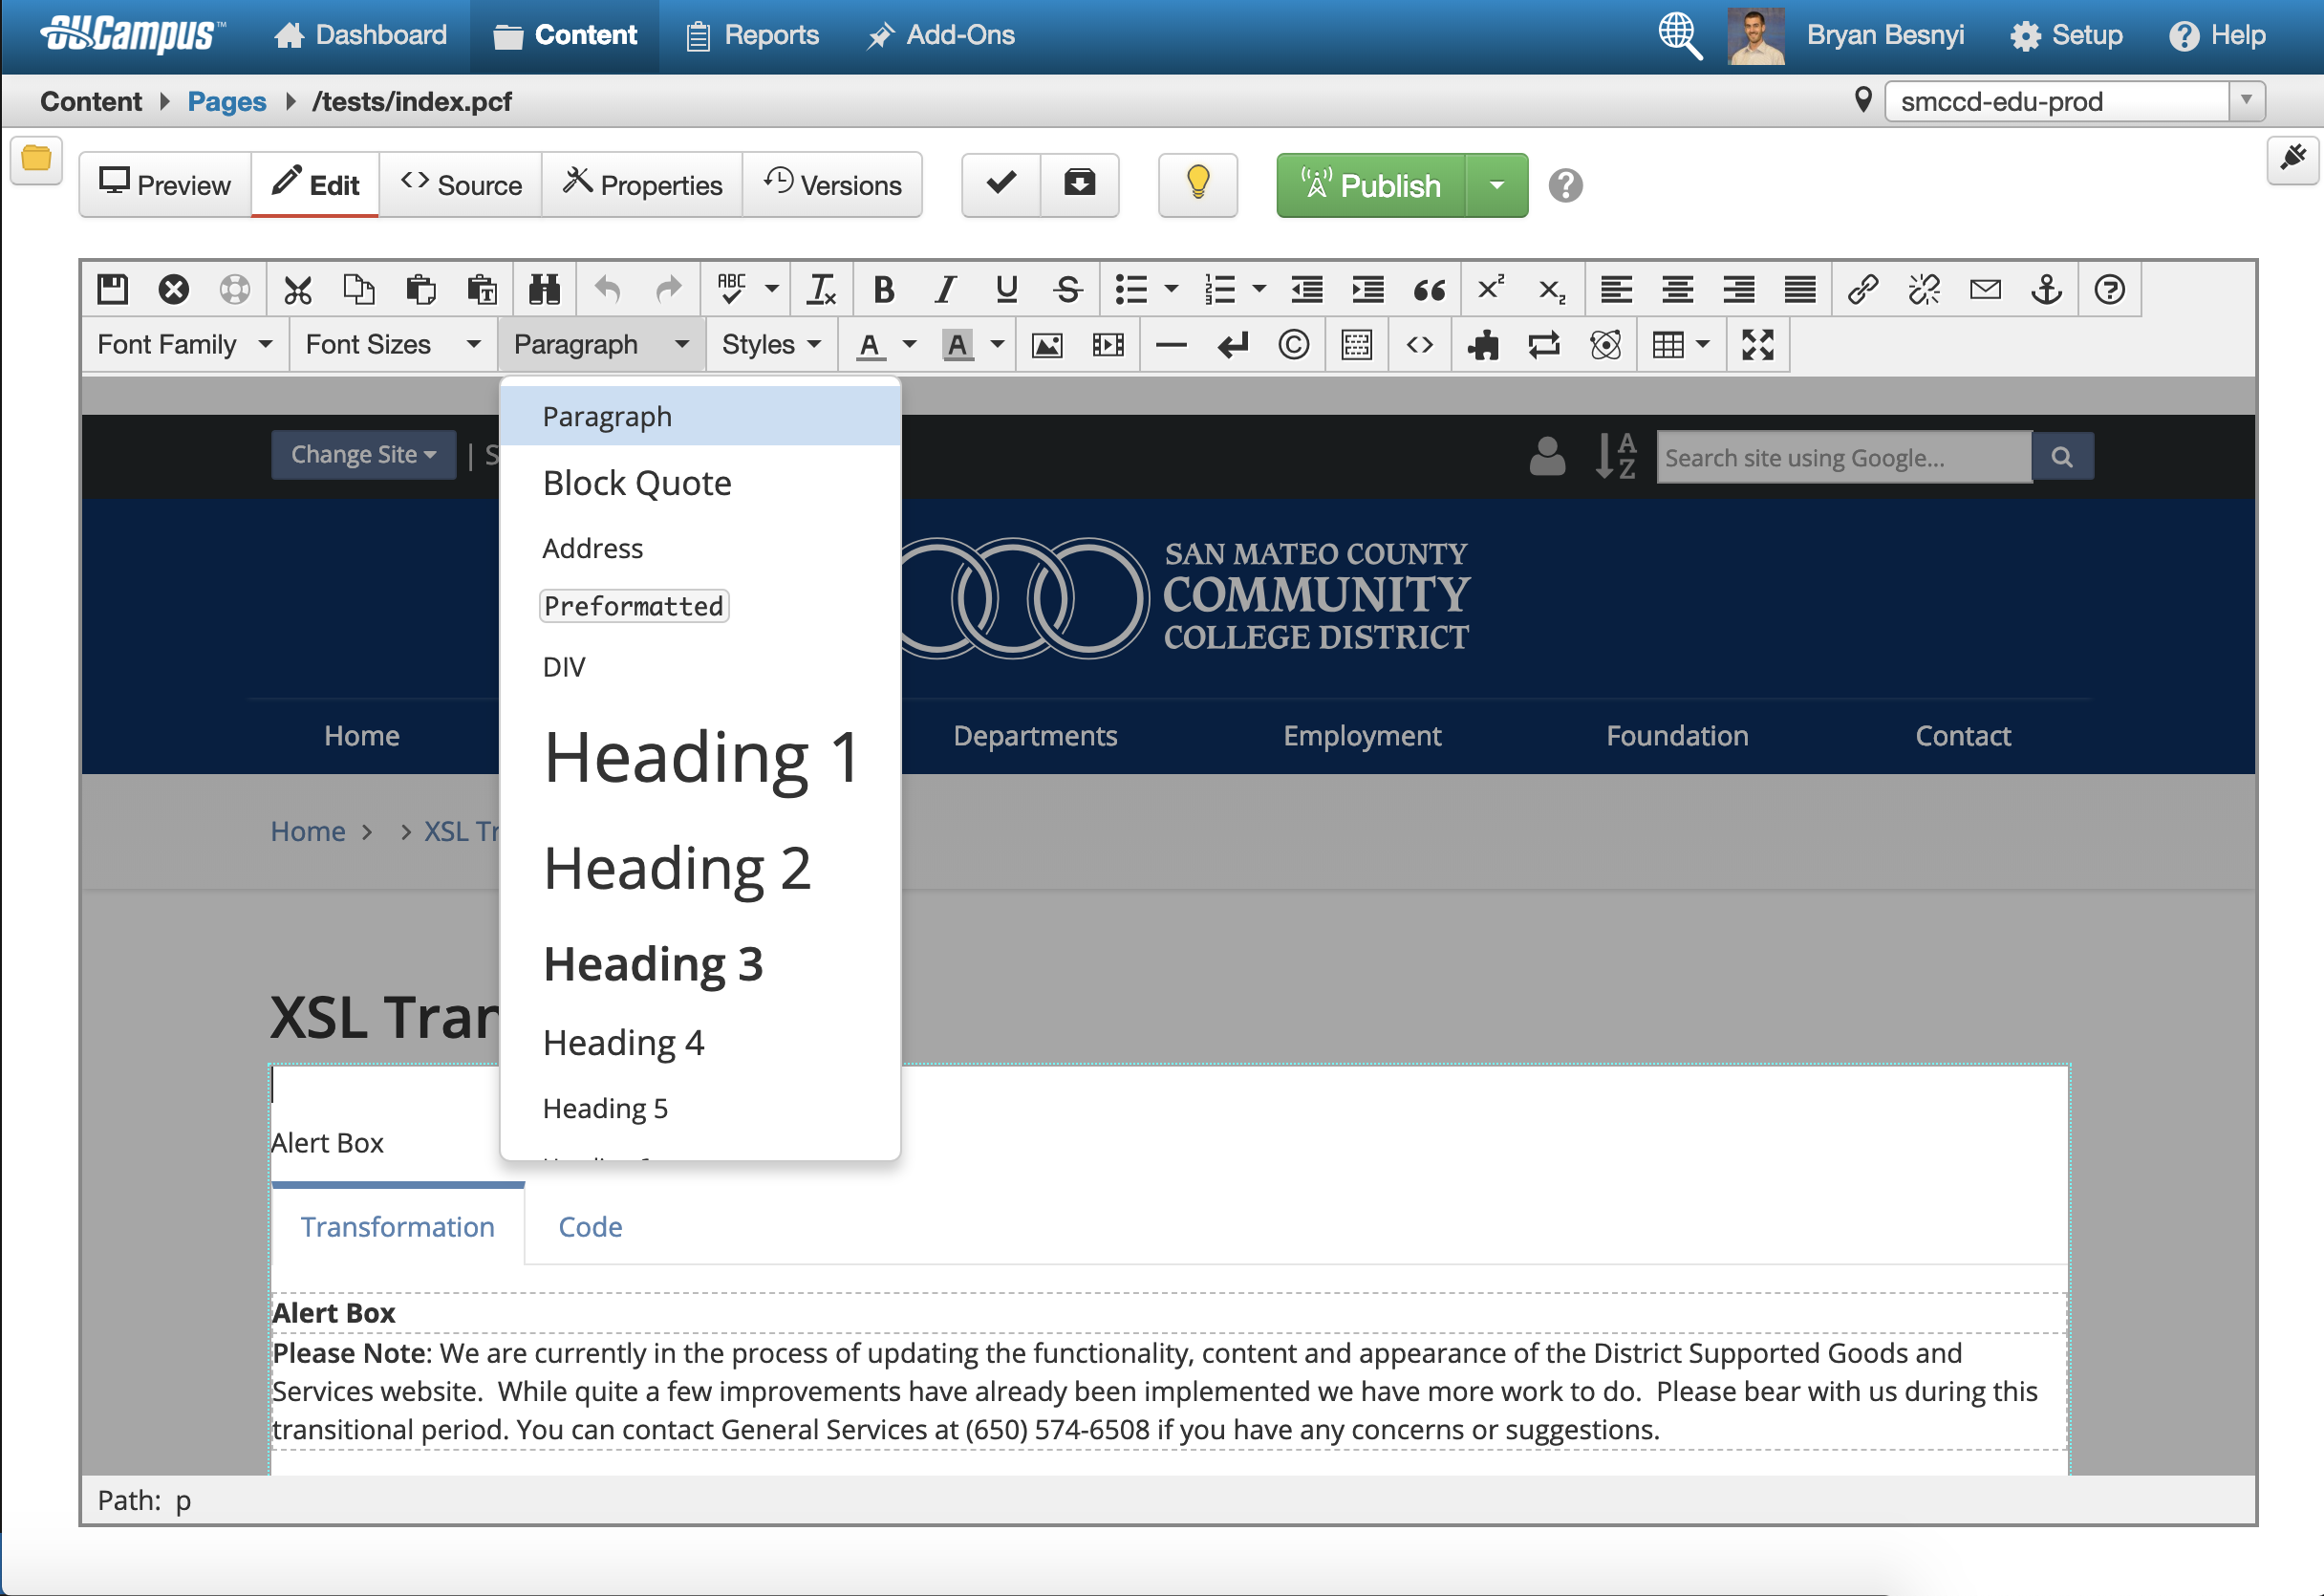 OU Campus™ Dashboard Content Reports Add-Ons Bryan Besnyi Setup Help
Content Pages /tests/index.pcf smccd-edu-prod
Preview Edit Source Properties Versions Publish
ABC
Font Family Font Sizes Paragraph Styles
Paragraph
Change Site | S Search site using Google...
Block Quote
Address
Preformatted
DIV
SAN MATEO COUNTY
COMMUNITY
COLLEGE DISTRICT
Home Departments Employment Foundation Contact
Heading 1
Home > > XSL Tr
Heading 2
Heading 3
XSL Tran
Heading 4
Heading 5
Alert Box
Transformation Code
Alert Box
Please Note: We are currently in the process of updating the functionality, content and appearance of the District Supported Goods and
Services website.  While quite a few improvements have already been implemented we have more work to do.  Please bear with us during this
transitional period. You can contact General Services at (650) 574-6508 if you have any concerns or suggestions.
Path: p